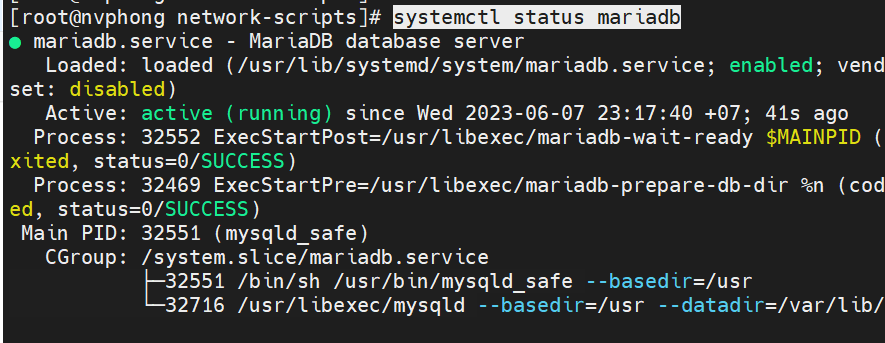 [root@nvphong network-scripts]# systemctl status mariadb
● mariadb.service - MariaDB database server
   Loaded: loaded (/usr/lib/systemd/system/mariadb.service; enabled; vend
set: disabled)
   Active: active (running) since Wed 2023-06-07 23:17:40 +07; 41s ago
  Process: 32552 ExecStartPost=/usr/libexec/mariadb-wait-ready $MAINPID (
xited, status=0/SUCCESS)
  Process: 32469 ExecStartPre=/usr/libexec/mariadb-prepare-db-dir %n (cod
ed, status=0/SUCCESS)
 Main PID: 32551 (mysqld_safe)
   CGroup: /system.slice/mariadb.service
           ├─32551 /bin/sh /usr/bin/mysqld_safe --basedir=/usr
           └─32716 /usr/libexec/mysqld --basedir=/usr --datadir=/var/lib/